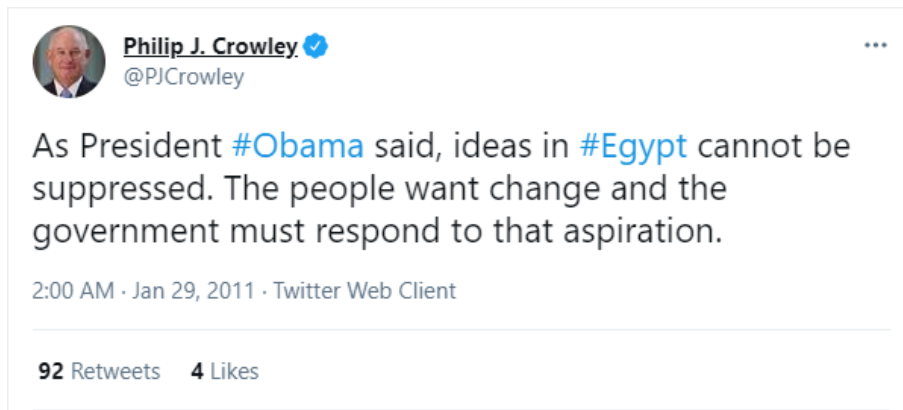 Philip J. Crowley
@PJCrowley
As President #Obama said, ideas in #Egypt cannot be
suppressed. The people want change and the
government must respond to that aspiration.
2:00 AM · Jan 29, 2011 · Twitter Web Client
92 Retweets 4 Likes